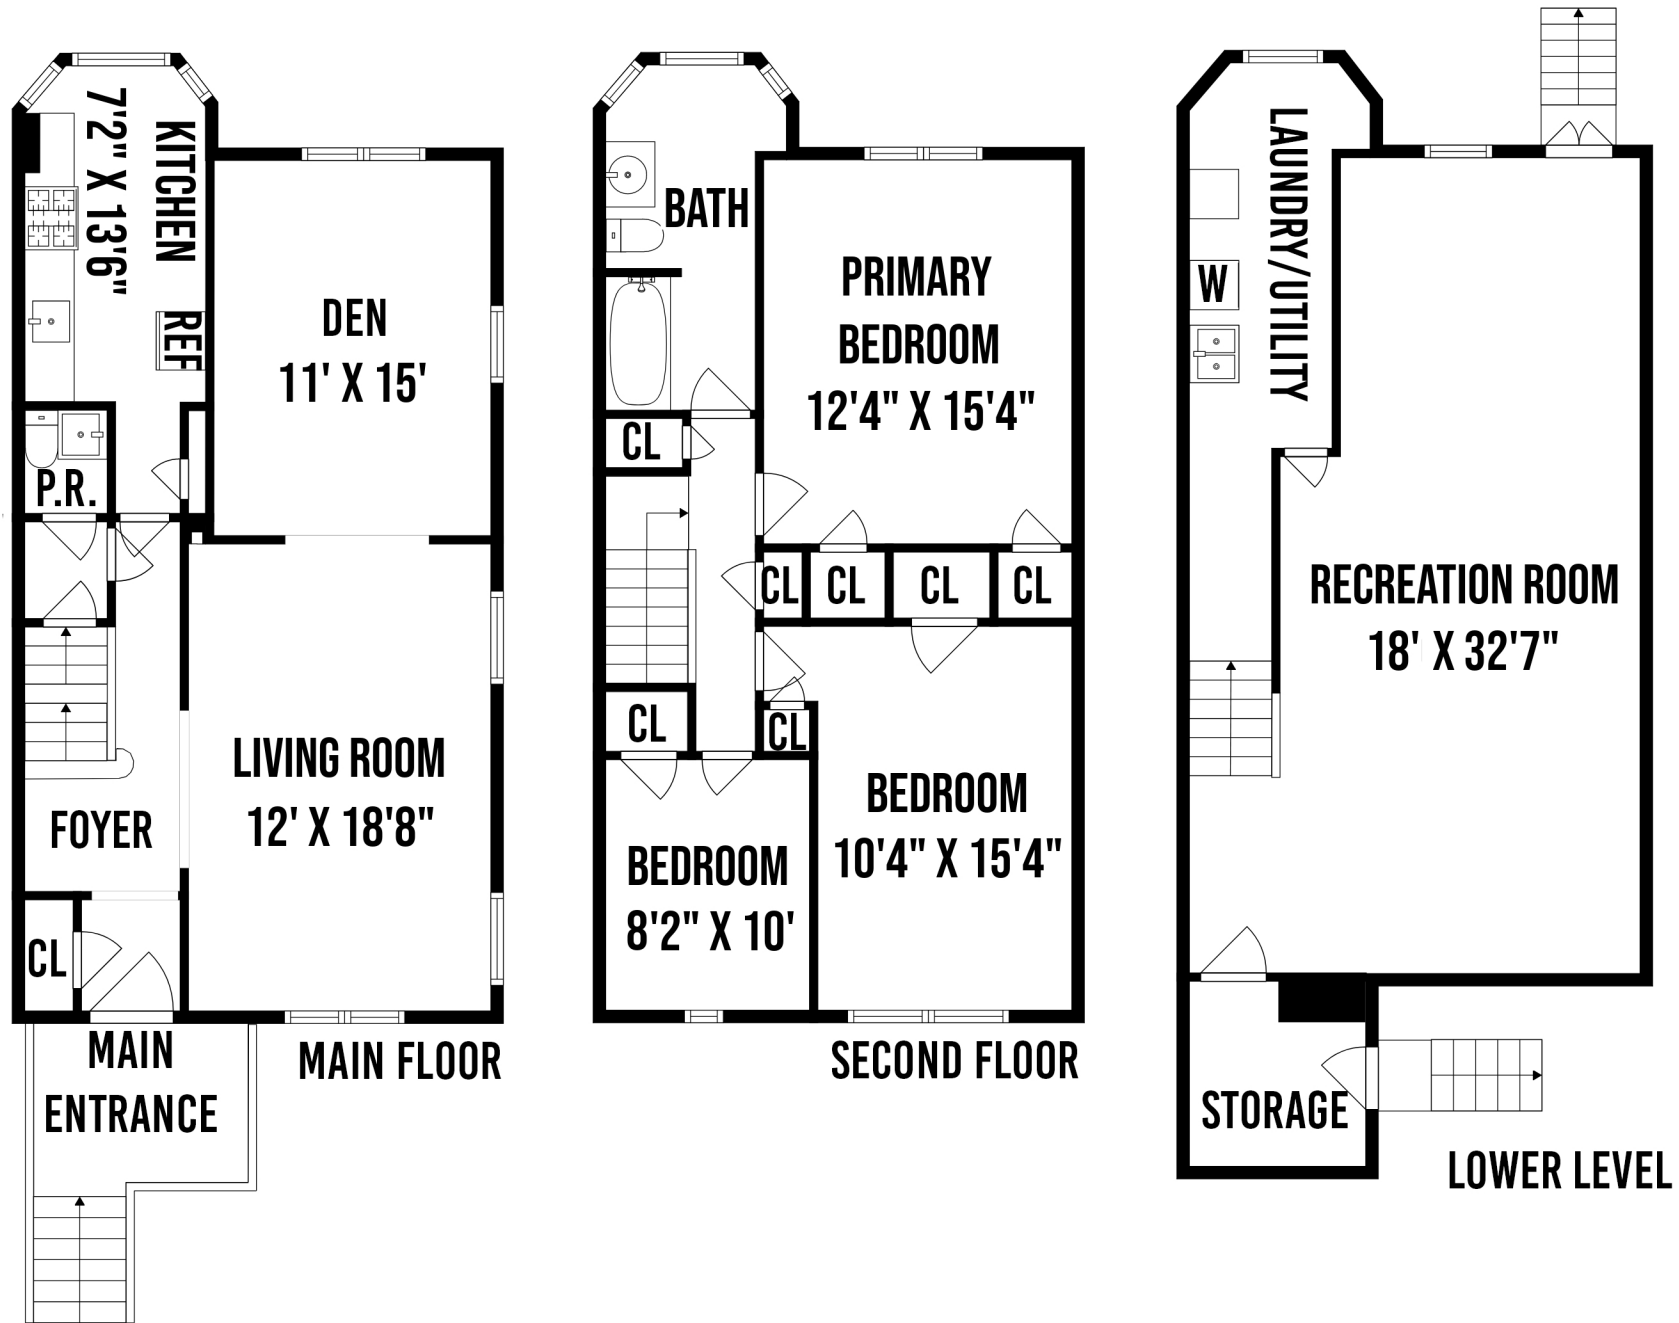 KITCHEN
7'2" X 13'6"
REF
DEN
11' X 15'
P.R.
LIVING ROOM
12' X 18'8"
FOYER
CL
MAIN
ENTRANCE
MAIN FLOOR
BATH
PRIMARY
BEDROOM
12'4" X 15'4"
CL
CL
CL
CL
CL
CL
CL
BEDROOM
10'4" X 15'4"
BEDROOM
8'2" X 10'
SECOND FLOOR
LAUNDRY/UTILITY
W
RECREATION ROOM
18' X 32'7"
STORAGE
LOWER LEVEL